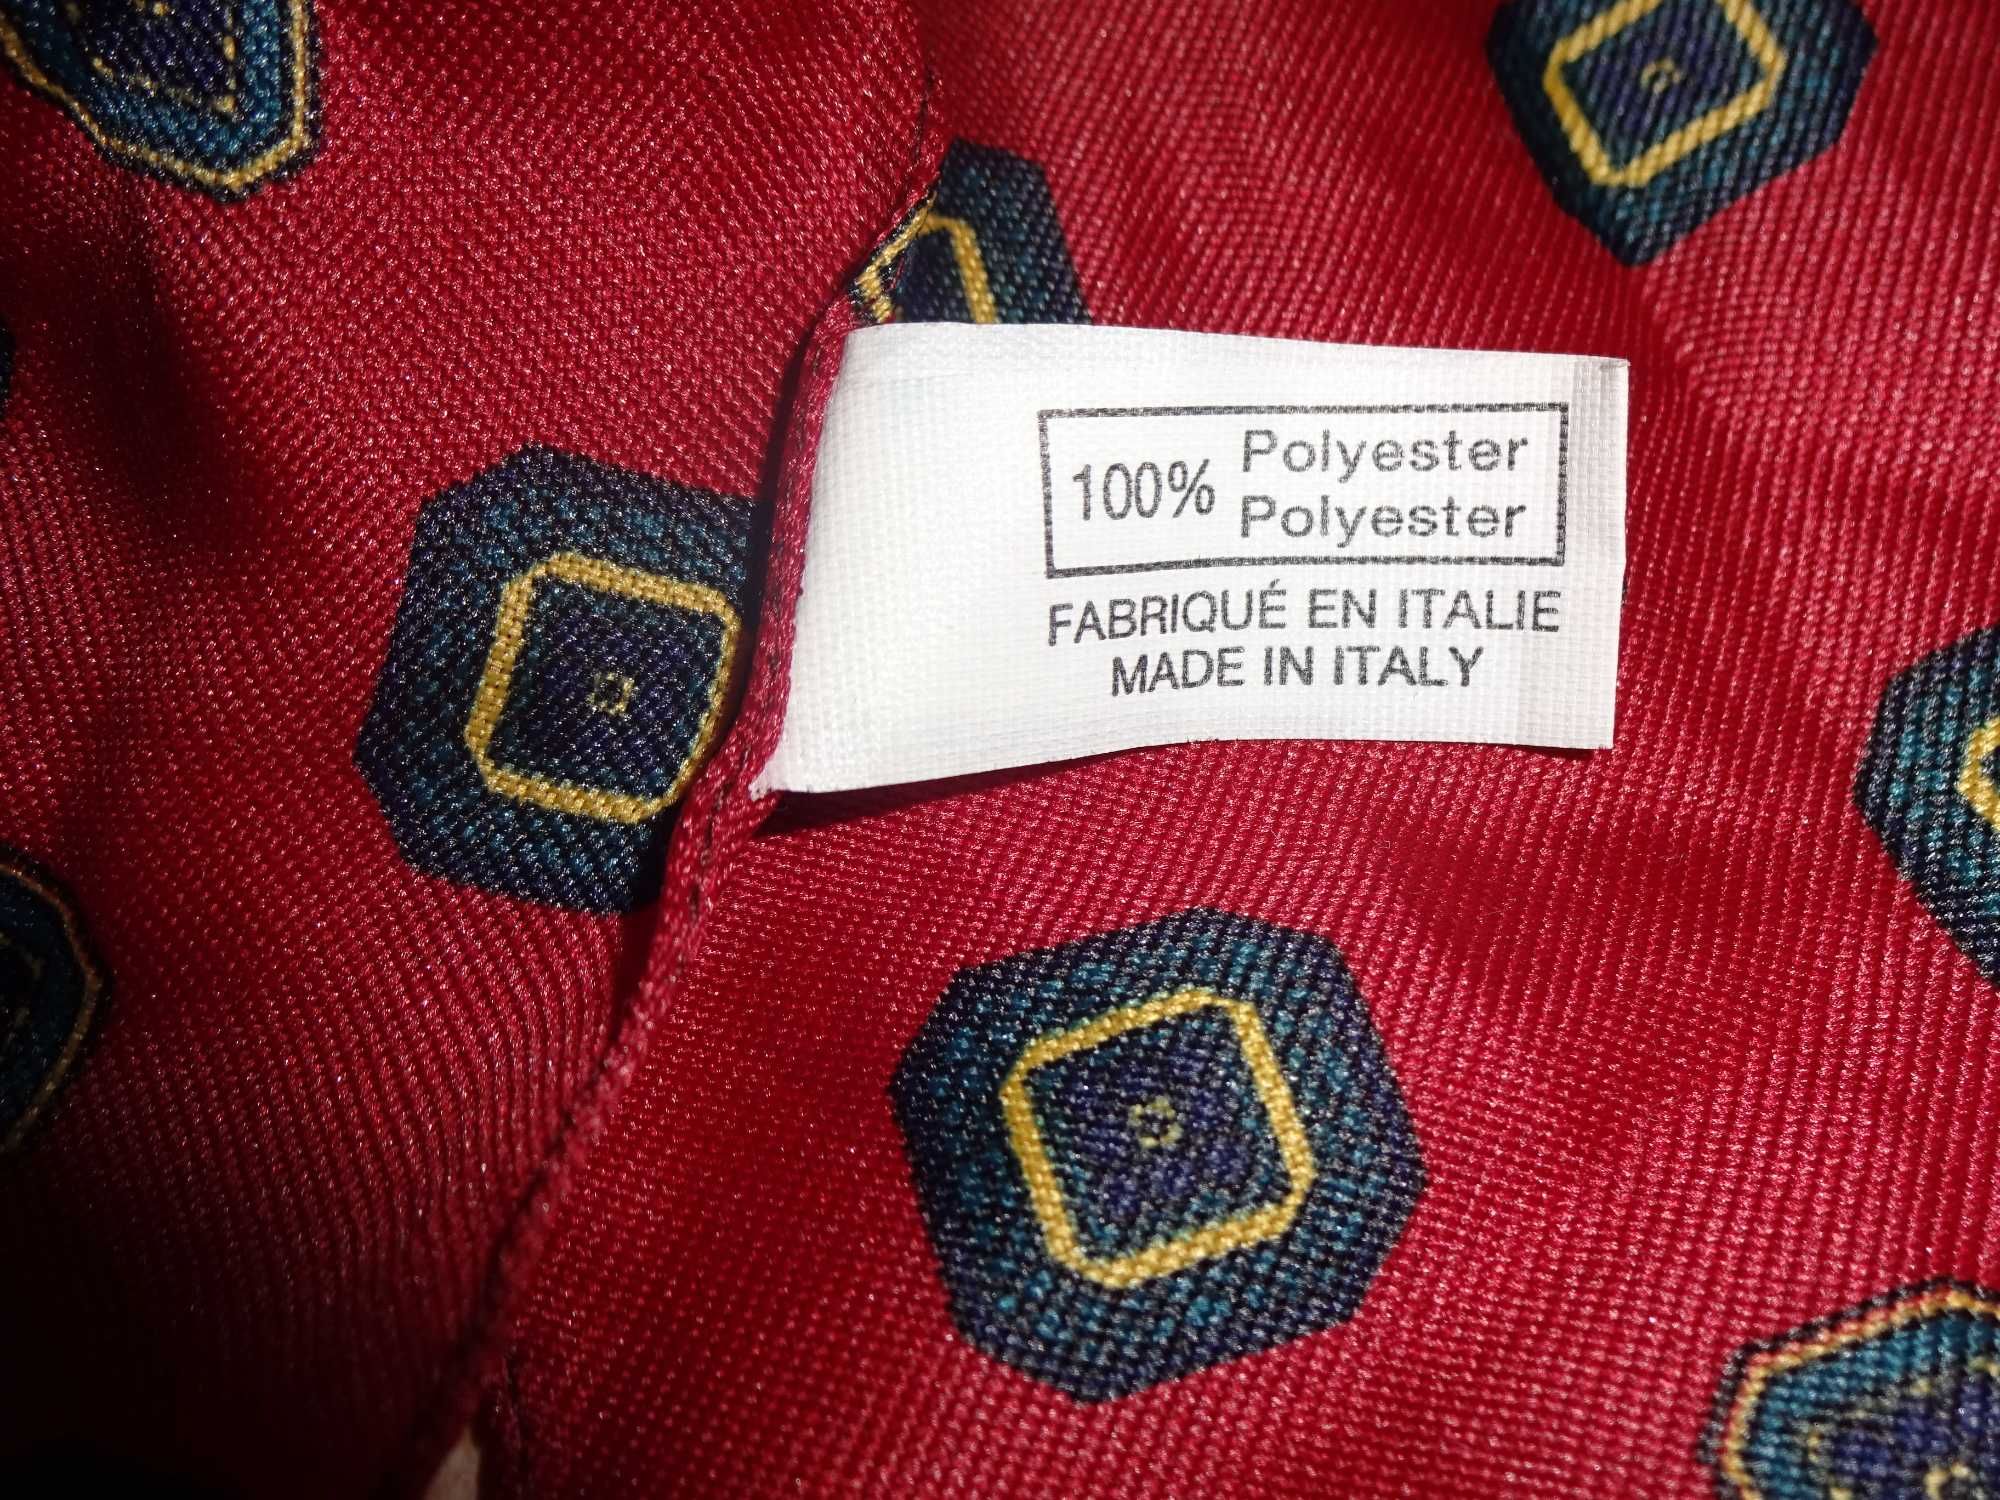 100% Polyester
Polyester
FABRIQUÉ EN ITALIE
MADE IN ITALY